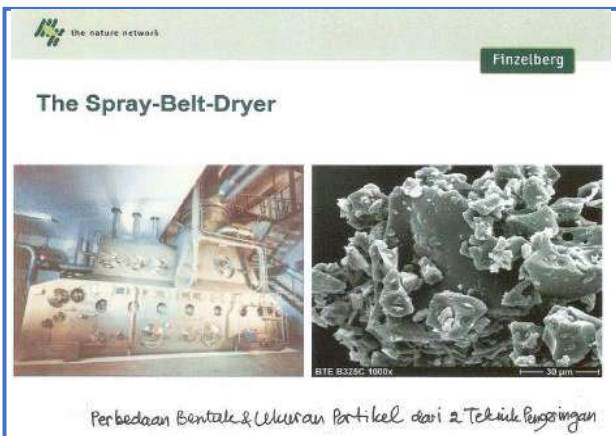 the nature network
Finzelberg
The Spray-Belt-Dryer
BTE B325C 1000x
30 µm
Perbedaan Bentuk & Ukuran Partikel dari 2 Teknik Pengeringan